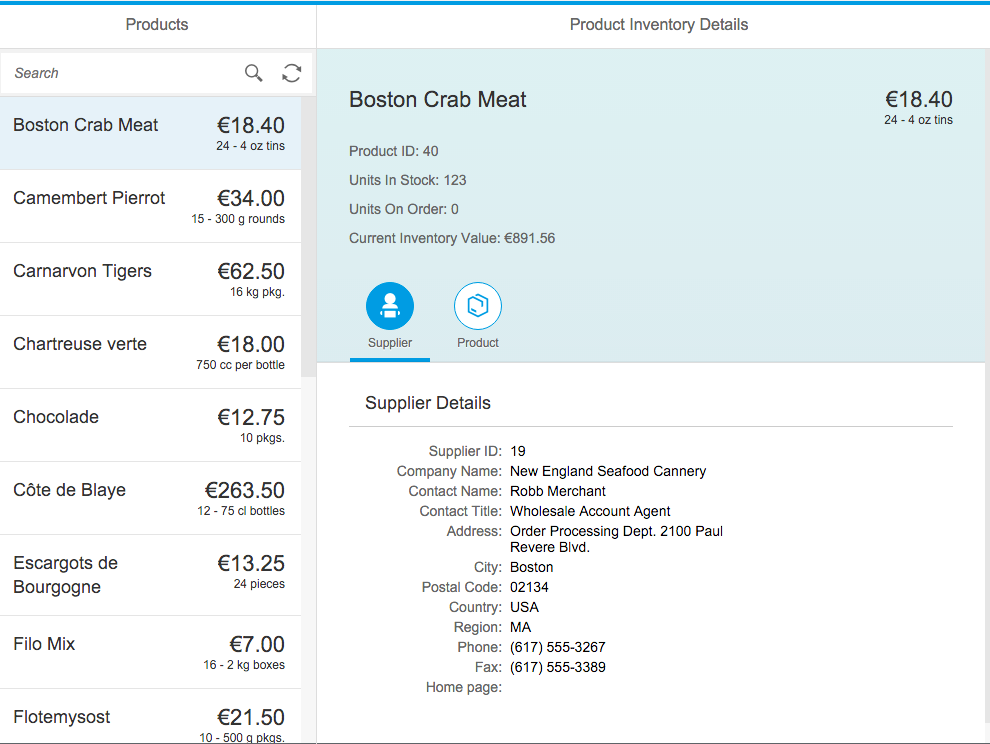 Products
Product Inventory Details
Search
Boston Crab Meat
€18.40
24 - 4 oz tins
Camembert Pierrot
€34.00
15 - 300 g rounds
Carnarvon Tigers
€62.50
16 kg pkg.
Chartreuse verte
€18.00
750 cc per bottle
Chocolade
€12.75
10 pkgs.
Côte de Blaye
€263.50
12 - 75 cl bottles
Escargots de
Bourgogne
€13.25
24 pieces
Filo Mix
€7.00
16 - 2 kg boxes
Flotemysost
€21.50
10 - 500 g pkgs.
Boston Crab Meat
€18.40
24 - 4 oz tins
Product ID: 40
Units In Stock: 123
Units On Order: 0
Current Inventory Value: €891.56
Supplier
Product
Supplier Details
Supplier ID: 19
Company Name: New England Seafood Cannery
Contact Name: Robb Merchant
Contact Title: Wholesale Account Agent
Address: Order Processing Dept. 2100 Paul
Revere Blvd.
City: Boston
Postal Code: 02134
Country: USA
Region: MA
Phone: (617) 555-3267
Fax: (617) 555-3389
Home page: